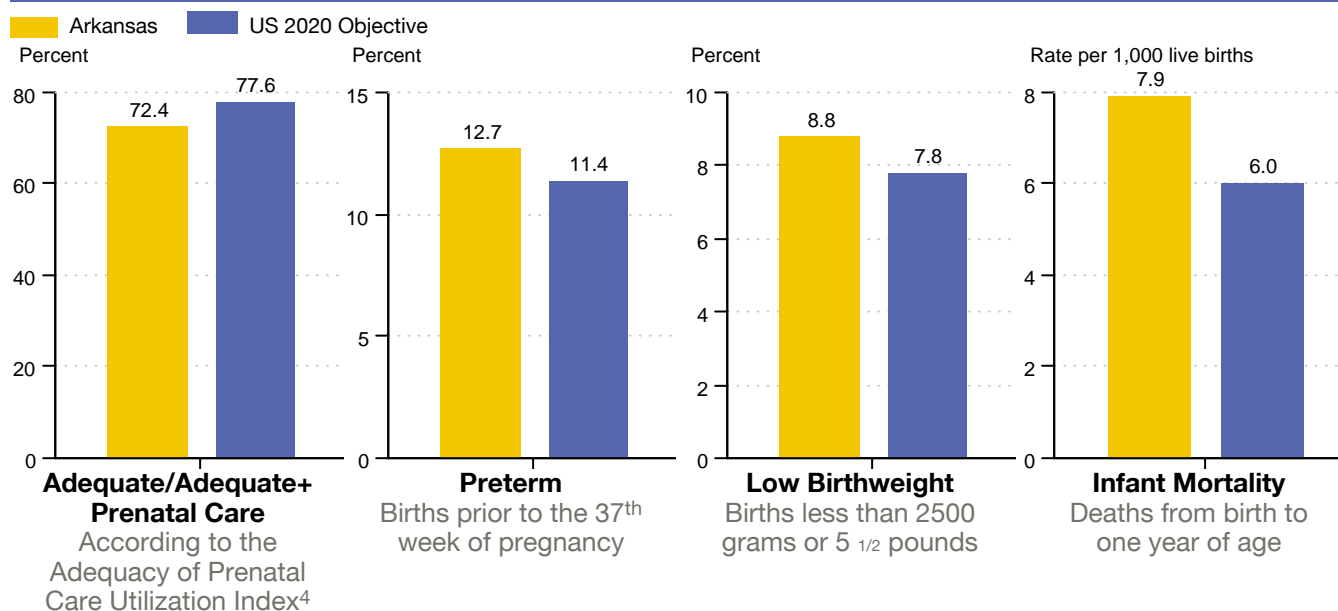 Arkansas US 2020 Objective
Percent
80
60
40
20
0
72.4
77.6
Adequate/Adequate+
Prenatal Care
According to the
Adequacy of Prenatal
Care Utilization Index4
Percent
15
10
5
0
12.7
11.4
Preterm
Births prior to the 37th
week of pregnancy
Percent
10
8
6
4
2
0
8.8
7.8
Low Birthweight
Births less than 2500
grams or 5 1/2 pounds
Rate per 1,000 live births
8
6
4
2
0
7.9
6.0
Infant Mortality
Deaths from birth to
one year of age